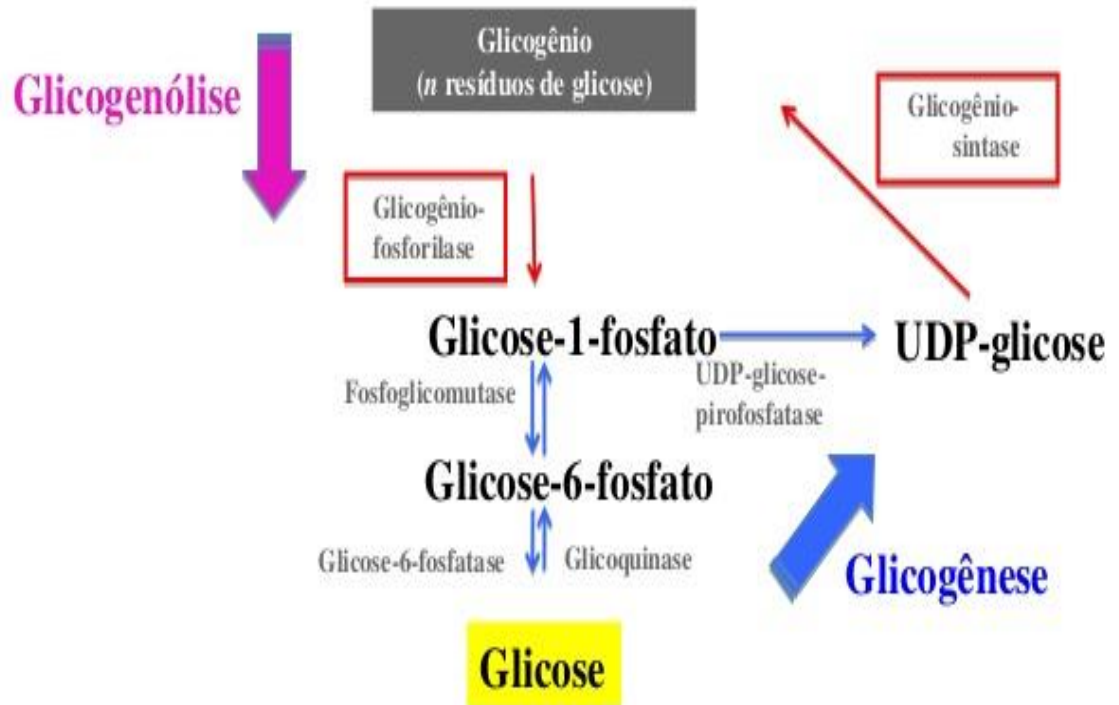 Glicogenólise
Glicogênio
(n resíduos de glicose)
Glicogênio-
sintase
Glicogênio-
fosforilase
Glicose-1-fosfato
UDP-glicose
Fosfoglicomutase
UDP-glicose-
pirofosfatase
Glicose-6-fosfato
Glicose-6-fosfatase
Glicoquinase
Glicogênese
Glicose